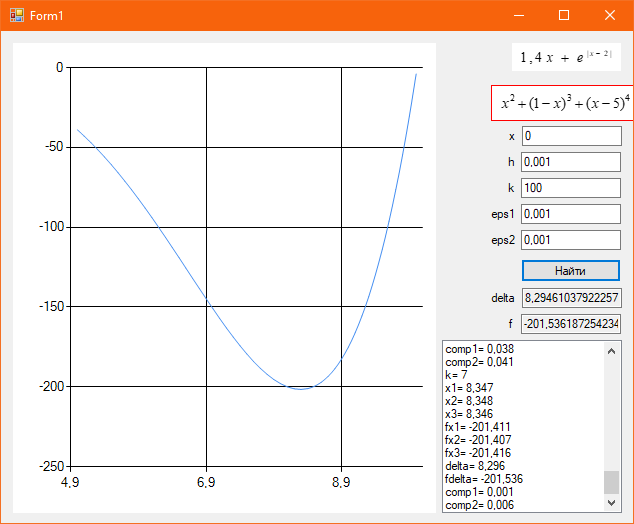 Form1
0
-50
-100
-150
-200
-250
4,9 6,9 8,9
1,4 x + e^|x − 2|
x² + (1 − x)³ + (x − 5)⁴
x 0
h 0,001
k 100
eps1 0,001
eps2 0,001
Найти
delta 8,29461037922257
f -201,536187254234
comp1= 0,038
comp2= 0,041
k= 7
x1= 8,347
x2= 8,348
x3= 8,346
fx1= -201,411
fx2= -201,407
fx3= -201,416
delta= 8,296
fdelta= -201,536
comp1= 0,001
comp2= 0,006